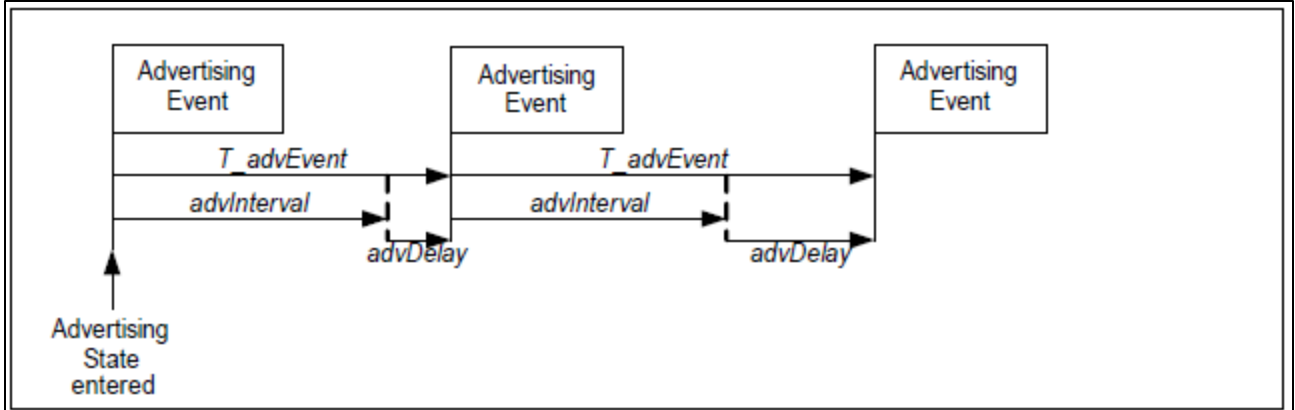 Advertising
Event
Advertising
Event
Advertising
Event
T_advEvent
T_advEvent
advInterval
advInterval
advDelay
advDelay
Advertising
State
entered